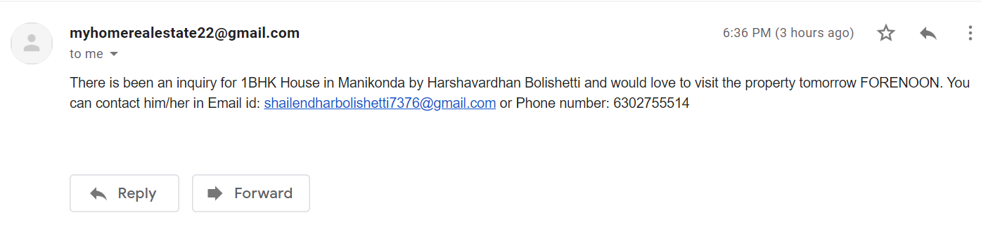 myhomerealestate22@gmail.com
6:36 PM (3 hours ago)
to me
There is been an inquiry for 1BHK House in Manikonda by Harshavardhan Bolishetti and would love to visit the property tomorrow FORENOON. You
can contact him/her in Email id: shailendharbolishetti7376@gmail.com or Phone number: 6302755514
Reply
Forward